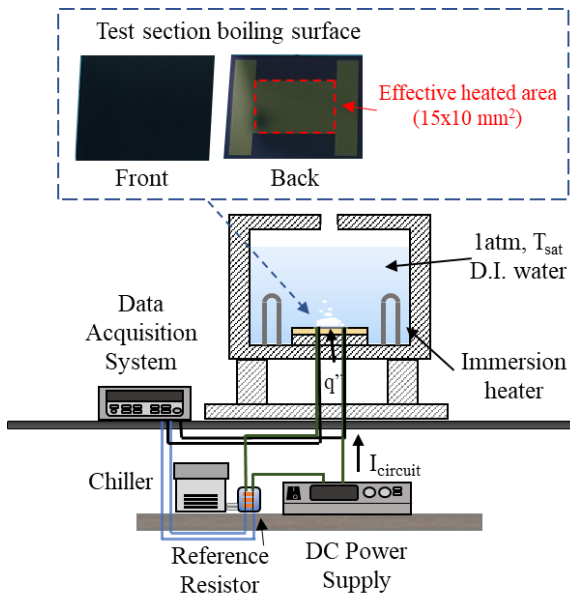 Test section boiling surface
Effective heated area
(15x10 mm²)
Front
Back
1atm, Tsat
D.I. water
Data
Acquisition
System
Immersion
heater
q”
Icircuit
Chiller
Reference
Resistor
DC Power
Supply